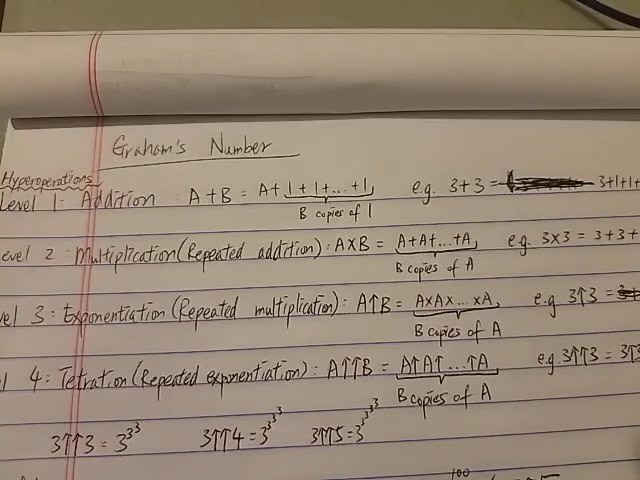 Graham's Number
Hyperoperations
Level 1: Addition : A+B = A+1+1+...+1, e.g. 3+3 = 3+1+1+
B copies of 1
evel 2 : Multiplication (Repeated addition) : A×B = A+A+...+A, e.g. 3×3 = 3+3+
B copies of A
vel 3 : Exponentiation (Repeated multiplication) : A↑B = A×A×...×A, e.g 3↑3 =
B copies of A
l 4 : Tetration (Repeated exponentiation) : A↑↑B = A↑A↑...↑A e.g. 3↑↑3 = 3↑3
B copies of A
3↑↑3 = 3^3^3 3↑↑4 = 3^3^3^3 3↑↑5 = 3^3^3^3^3
100